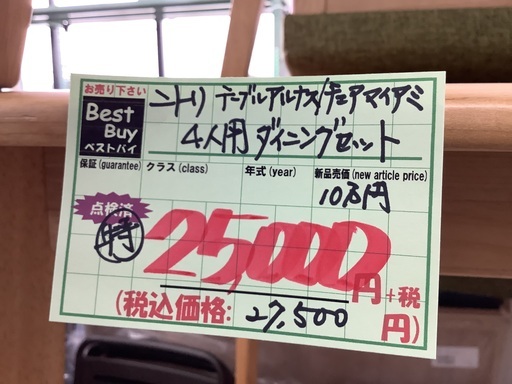 お売り下さい
Best
Buy
ベストバイ
ニトリ テーブルアルナス/チェアマイアミ
4人用ダイニングセット
保証(guarantee) クラス(class) 年式(year) 新品売価(new article price)
10万円
点検済
特
25,000円+税
(税込価格: 27,500円)